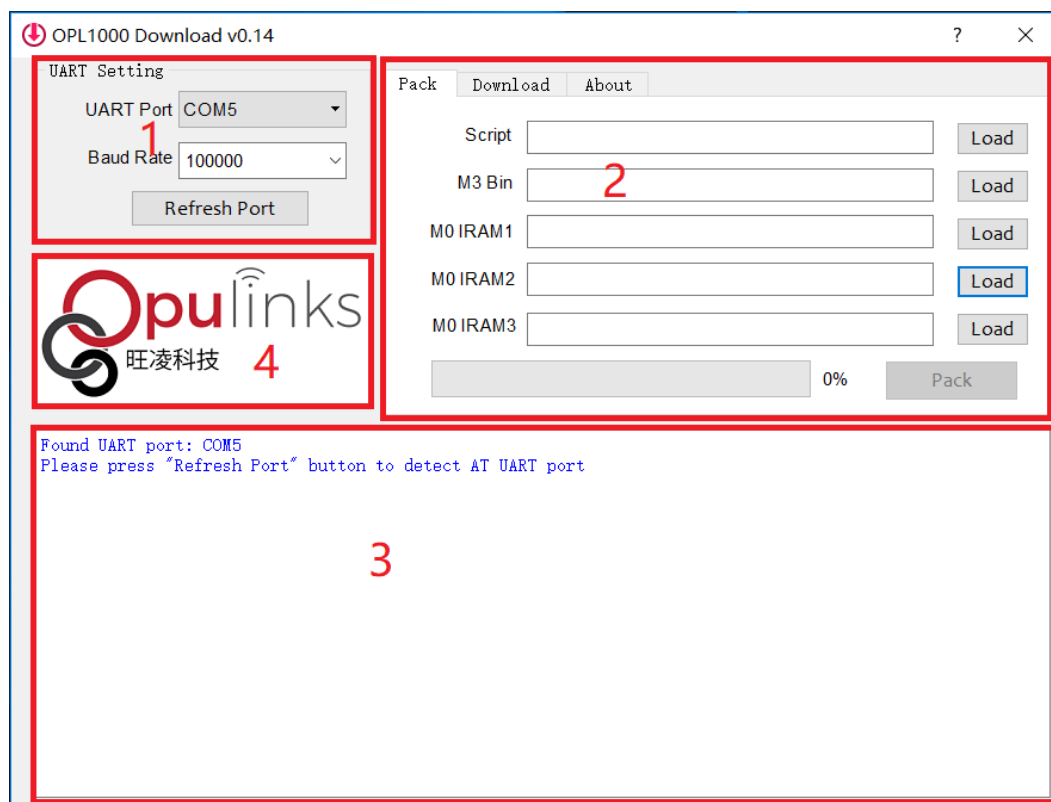 OPL1000 Download v0.14 ?
UART Setting
UART Port COM5
1
Baud Rate 100000
Refresh Port
Pack Download About
Script Load
M3 Bin 2 Load
M0 IRAM1 Load
M0 IRAM2 Load
M0 IRAM3 Load
0% Pack
Opulinks
旺凌科技 4
Found UART port: COM5
Please press "Refresh Port" button to detect AT UART port
3